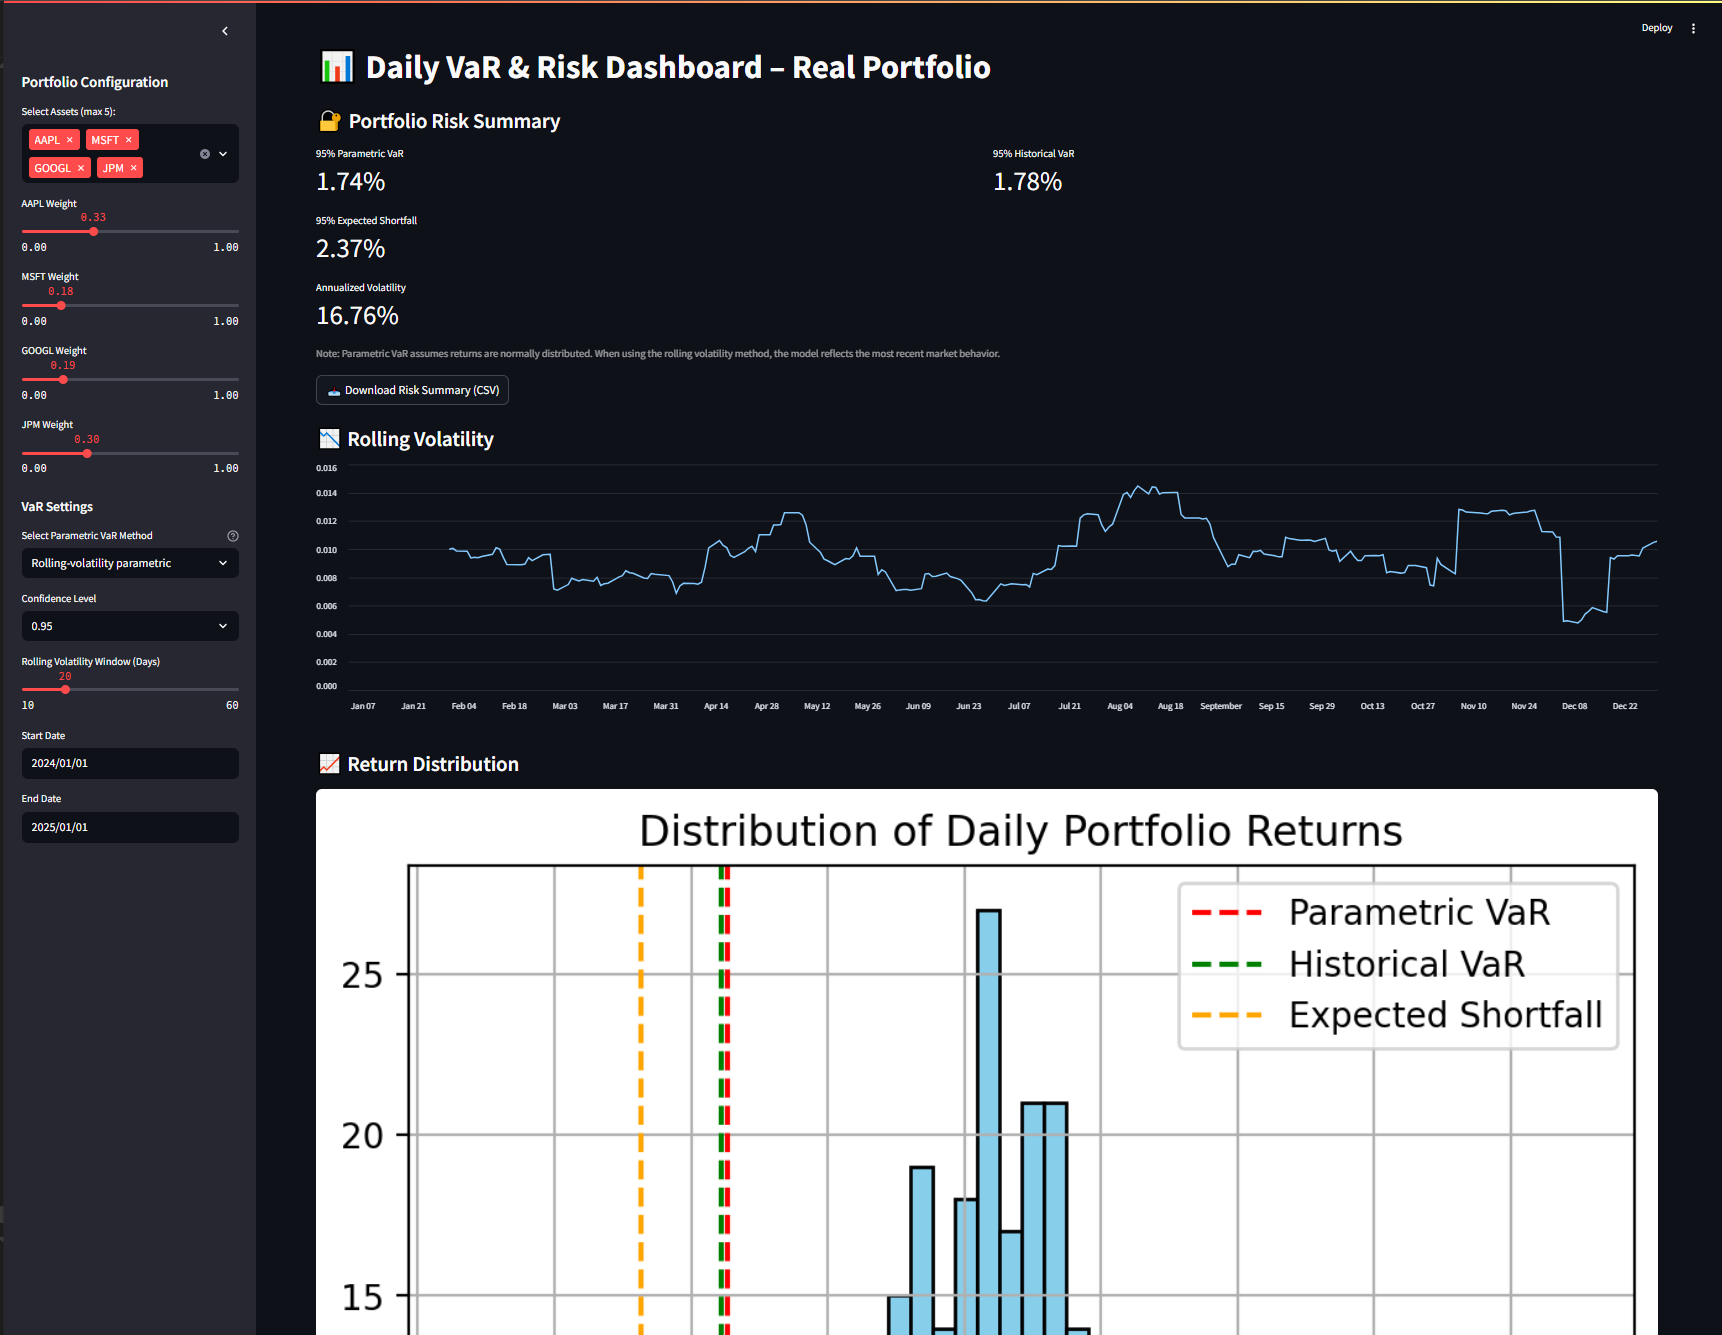 Deploy
Portfolio Configuration
Select Assets (max 5):
AAPL ×
MSFT ×
GOOGL ×
JPM ×
AAPL Weight
0.33
0.00 1.00
MSFT Weight
0.18
0.00 1.00
GOOGL Weight
0.19
0.00 1.00
JPM Weight
0.30
0.00 1.00
VaR Settings
Select Parametric VaR Method
Rolling-volatility parametric
Confidence Level
0.95
Rolling Volatility Window (Days)
20
10 60
Start Date
2024/01/01
End Date
2025/01/01
Daily VaR & Risk Dashboard – Real Portfolio
Portfolio Risk Summary
95% Parametric VaR
1.74%
95% Historical VaR
1.78%
95% Expected Shortfall
2.37%
Annualized Volatility
16.76%
Note: Parametric VaR assumes returns are normally distributed. When using the rolling volatility method, the model reflects the most recent market behavior.
Download Risk Summary (CSV)
Rolling Volatility
0.016
0.014
0.012
0.010
0.008
0.006
0.004
0.002
0.000
Jan 07 Jan 21 Feb 04 Feb 18 Mar 03 Mar 17 Mar 31 Apr 14 Apr 28 May 12 May 26 Jun 09 Jun 23 Jul 07 Jul 21 Aug 04 Aug 18 September Sep 15 Sep 29 Oct 13 Oct 27 Nov 10 Nov 24 Dec 08 Dec 22
Return Distribution
Distribution of Daily Portfolio Returns
Parametric VaR
Historical VaR
Expected Shortfall
25
20
15